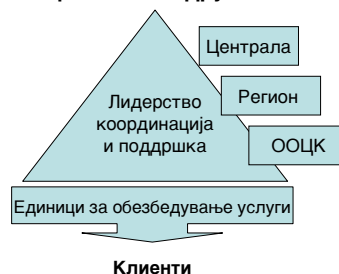 Централа
Регион
ООЦК
Лидерство
координација
и поддршка
Единици за обезбедување услуги
Клиенти